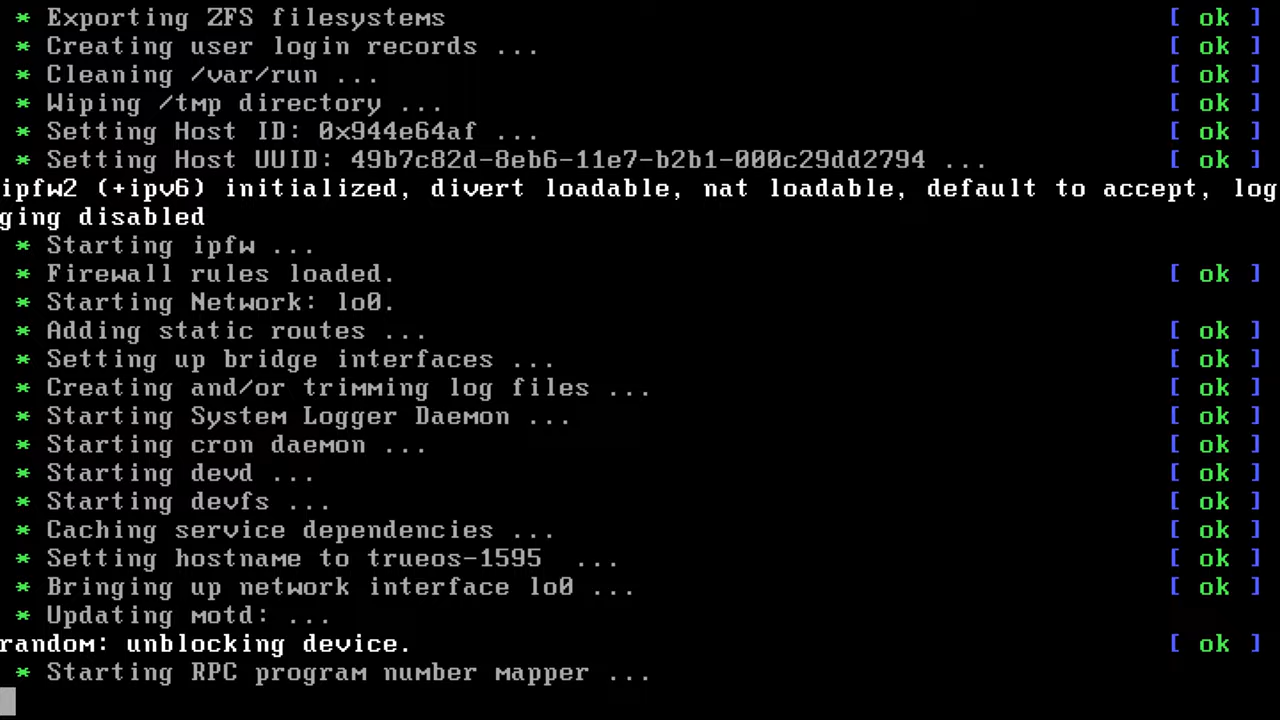 * Exporting ZFS filesystems [ ok ]
* Creating user login records ... [ ok ]
* Cleaning /var/run ... [ ok ]
* Wiping /tmp directory ... [ ok ]
* Setting Host ID: 0x944e64af ... [ ok ]
* Setting Host UUID: 49b7c82d-8eb6-11e7-b2b1-000c29dd2794 ... [ ok ]
ipfw2 (+ipv6) initialized, divert loadable, nat loadable, default to accept, log
ging disabled
* Starting ipfw ...
* Firewall rules loaded. [ ok ]
* Starting Network: lo0.
* Adding static routes ... [ ok ]
* Setting up bridge interfaces ... [ ok ]
* Creating and/or trimming log files ... [ ok ]
* Starting System Logger Daemon ... [ ok ]
* Starting cron daemon ... [ ok ]
* Starting devd ... [ ok ]
* Starting devfs ... [ ok ]
* Caching service dependencies ... [ ok ]
* Setting hostname to trueos-1595  ... [ ok ]
* Bringing up network interface lo0 ... [ ok ]
* Updating motd: ...
random: unblocking device. [ ok ]
* Starting RPC program number mapper ...